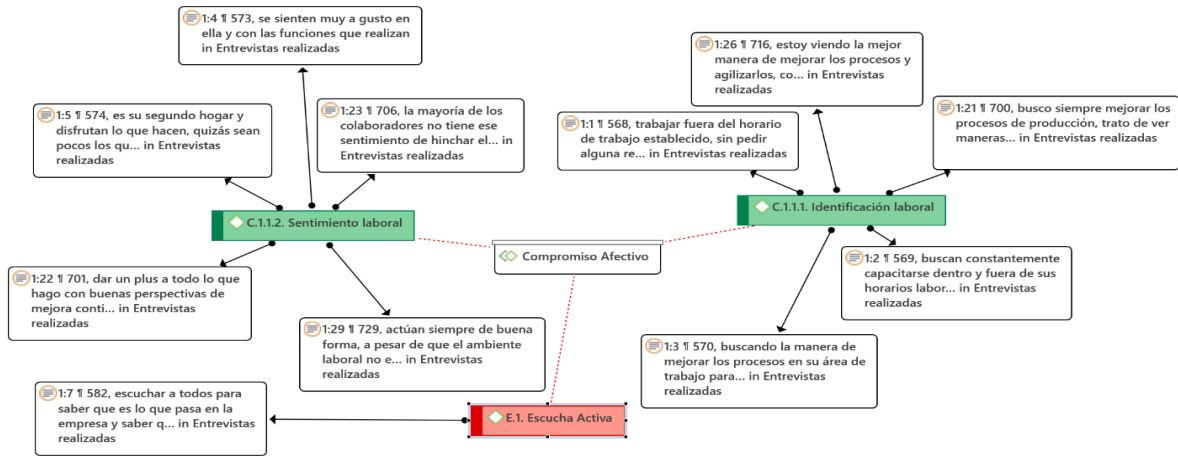 1:4 ¶ 573, se sienten muy a gusto en
ella y con las funciones que realizan
in Entrevistas realizadas
1:26 ¶ 716, estoy viendo la mejor
manera de mejorar los procesos y
agilizarlos, co... in Entrevistas
realizadas
1:5 ¶ 574, es su segundo hogar y
disfrutan lo que hacen, quizás sean
pocos los qu... in Entrevistas
realizadas
1:23 ¶ 706, la mayoría de los
colaboradores no tiene ese
sentimiento de hinchar el... in
Entrevistas realizadas
1:1 ¶ 568, trabajar fuera del horario
de trabajo establecido, sin pedir
alguna re... in Entrevistas realizadas
1:21 ¶ 700, busco siempre mejorar los
procesos de producción, trato de ver
maneras... in Entrevistas realizadas
C.1.1.2. Sentimiento laboral
C.1.1.1. Identificación laboral
Compromiso Afectivo
1:22 ¶ 701, dar un plus a todo lo que
hago con buenas perspectivas de
mejora conti... in Entrevistas
realizadas
1:2 ¶ 569, buscan constantemente
capacitarse dentro y fuera de sus
horarios labor... in Entrevistas
realizadas
1:29 ¶ 729, actúan siempre de buena
forma, a pesar de que el ambiente
laboral no e... in Entrevistas
realizadas
1:3 ¶ 570, buscando la manera de
mejorar los procesos en su área de
trabajo para... in Entrevistas
realizadas
1:7 ¶ 582, escuchar a todos para
saber que es lo que pasa en la
empresa y saber q... in Entrevistas
realizadas
E.1. Escucha Activa